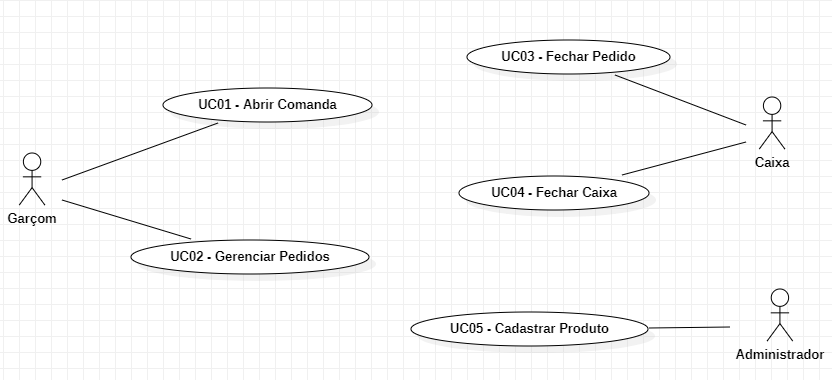 UC03 - Fechar Pedido
UC01 - Abrir Comanda
Caixa
UC04 - Fechar Caixa
Garçom
UC02 - Gerenciar Pedidos
UC05 - Cadastrar Produto
Administrador